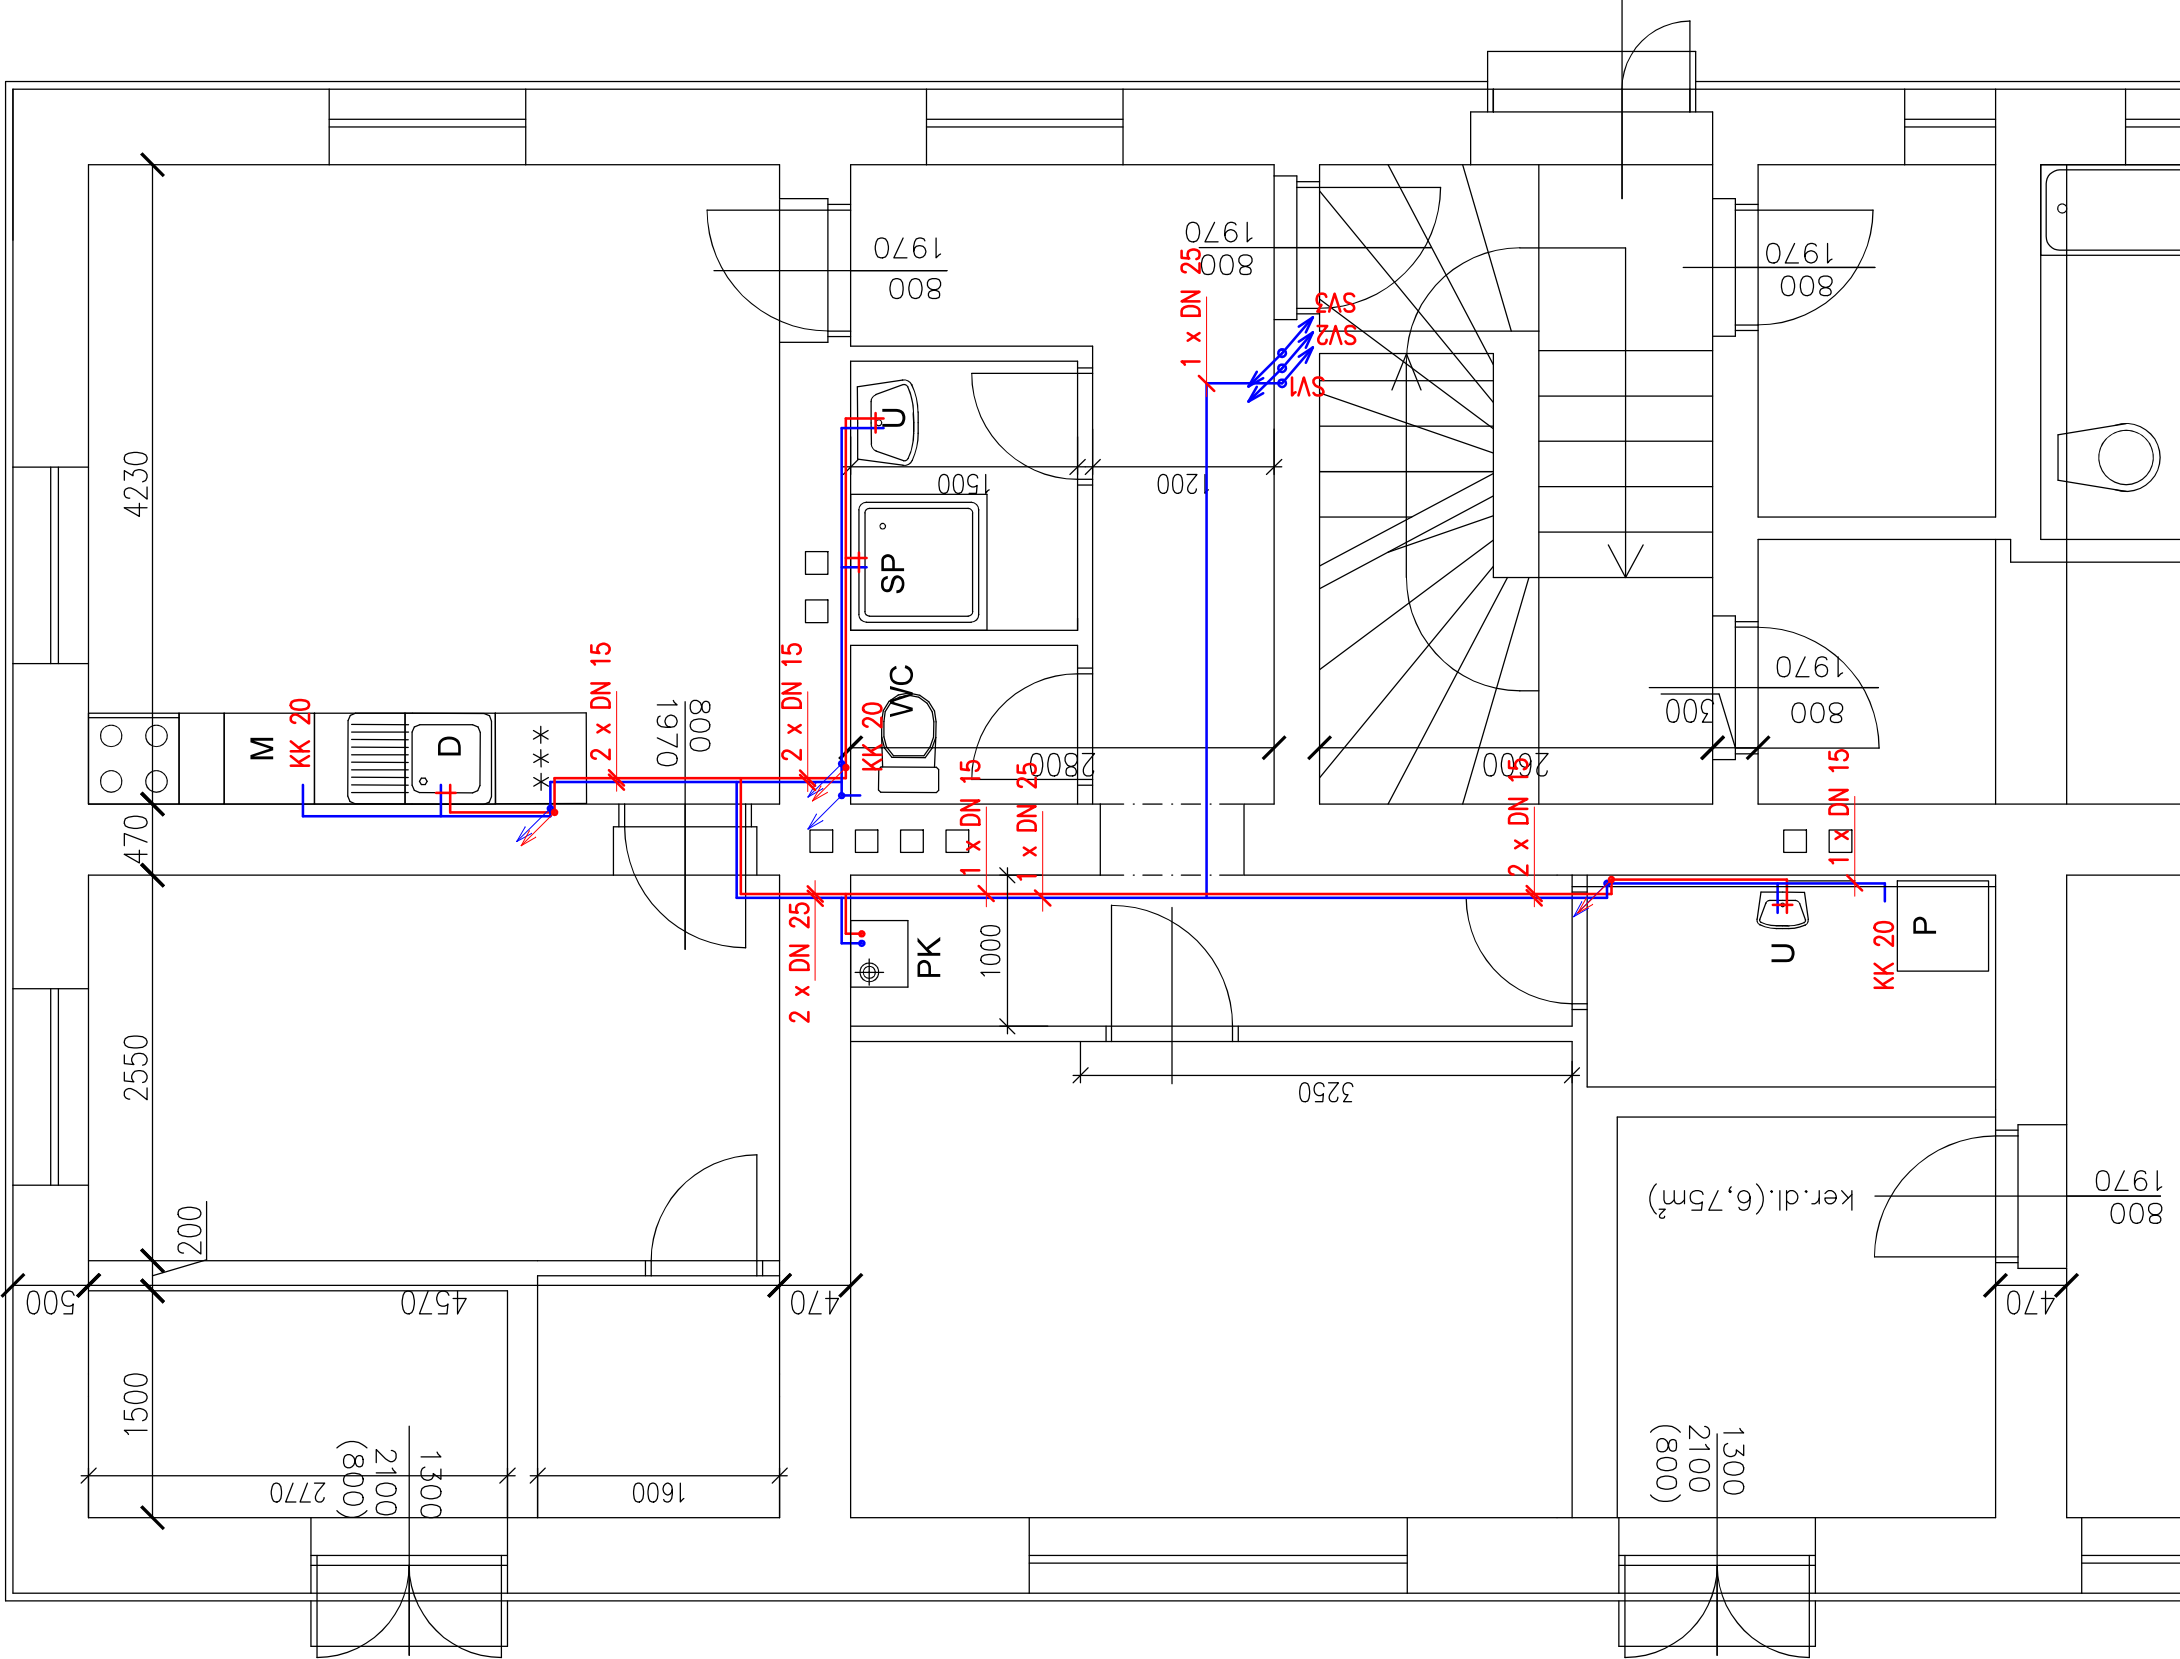 1970
800
1970
800
1970
800
1 x DN 25
SV3
SV2
SV1
4230
U
1500
1200
SP
2 x DN 15
2 x DN 15
WC
KK 20
M
KK 20
D
***
800
1970
2800
2600
300
1970
800
470
1 x DN 15
1 x DN 25
2 x DN 15
1 x DN 15
2 x DN 25
PK
1000
U
KK 20
P
2550
3250
200
ker.dl.(6,75m²)
1970
800
500
4570
470
470
1500
2770
1300
2100
(800)
1600
1300
2100
(800)